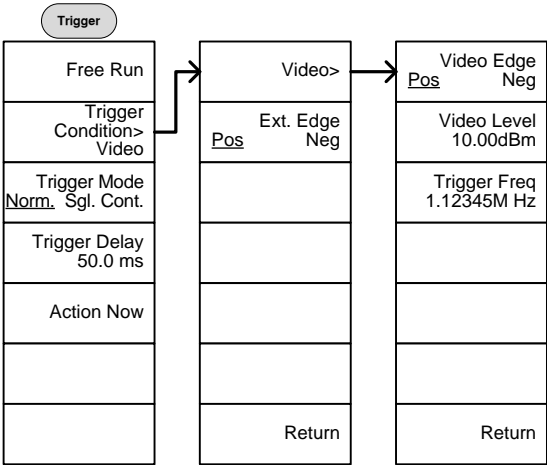 Trigger
Free Run
Trigger
Condition>
Video
Trigger Mode
Norm. Sgl. Cont.
Trigger Delay
50.0 ms
Action Now
Video>
Ext. Edge
Pos Neg
Return
Video Edge
Pos Neg
Video Level
10.00dBm
Trigger Freq
1.12345M Hz
Return